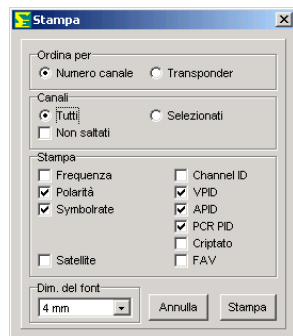 Stampa
Ordina per
Numero canale Transponder
Canali
Tutti Selezionati
Non saltati
Stampa
Frequenza Channel ID
Polarità VPID
Symbolrate APID
PCR PID
Criptato
Satellite FAV
Dim. del font
4 mm Annulla Stampa